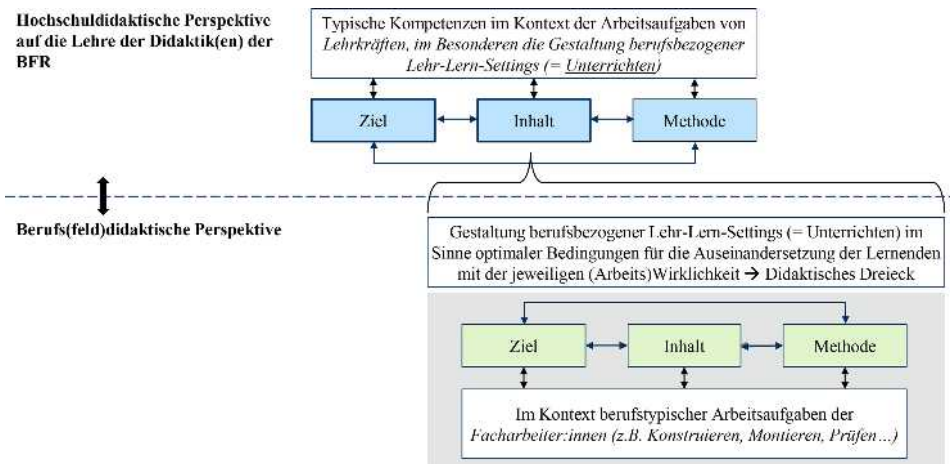 Hochschuldidaktische Perspektive
auf die Lehre der Didaktik(en) der
BFR
Typische Kompetenzen im Kontext der Arbeitsaufgaben von
Lehrkräften, im Besonderen die Gestaltung berufsbezogener
Lehr-Lern-Settings (= Unterrichten)
Ziel
Inhalt
Methode
Berufs(feld)didaktische Perspektive
Gestaltung berufsbezogener Lehr-Lern-Settings (= Unterrichten) im
Sinne optimaler Bedingungen für die Auseinandersetzung der Lernenden
mit der jeweiligen (Arbeits)Wirklichkeit → Didaktisches Dreieck
Ziel
Inhalt
Methode
Im Kontext berufstypischer Arbeitsaufgaben der
Facharbeiter:innen (z.B. Konstruieren, Montieren, Prüfen…)